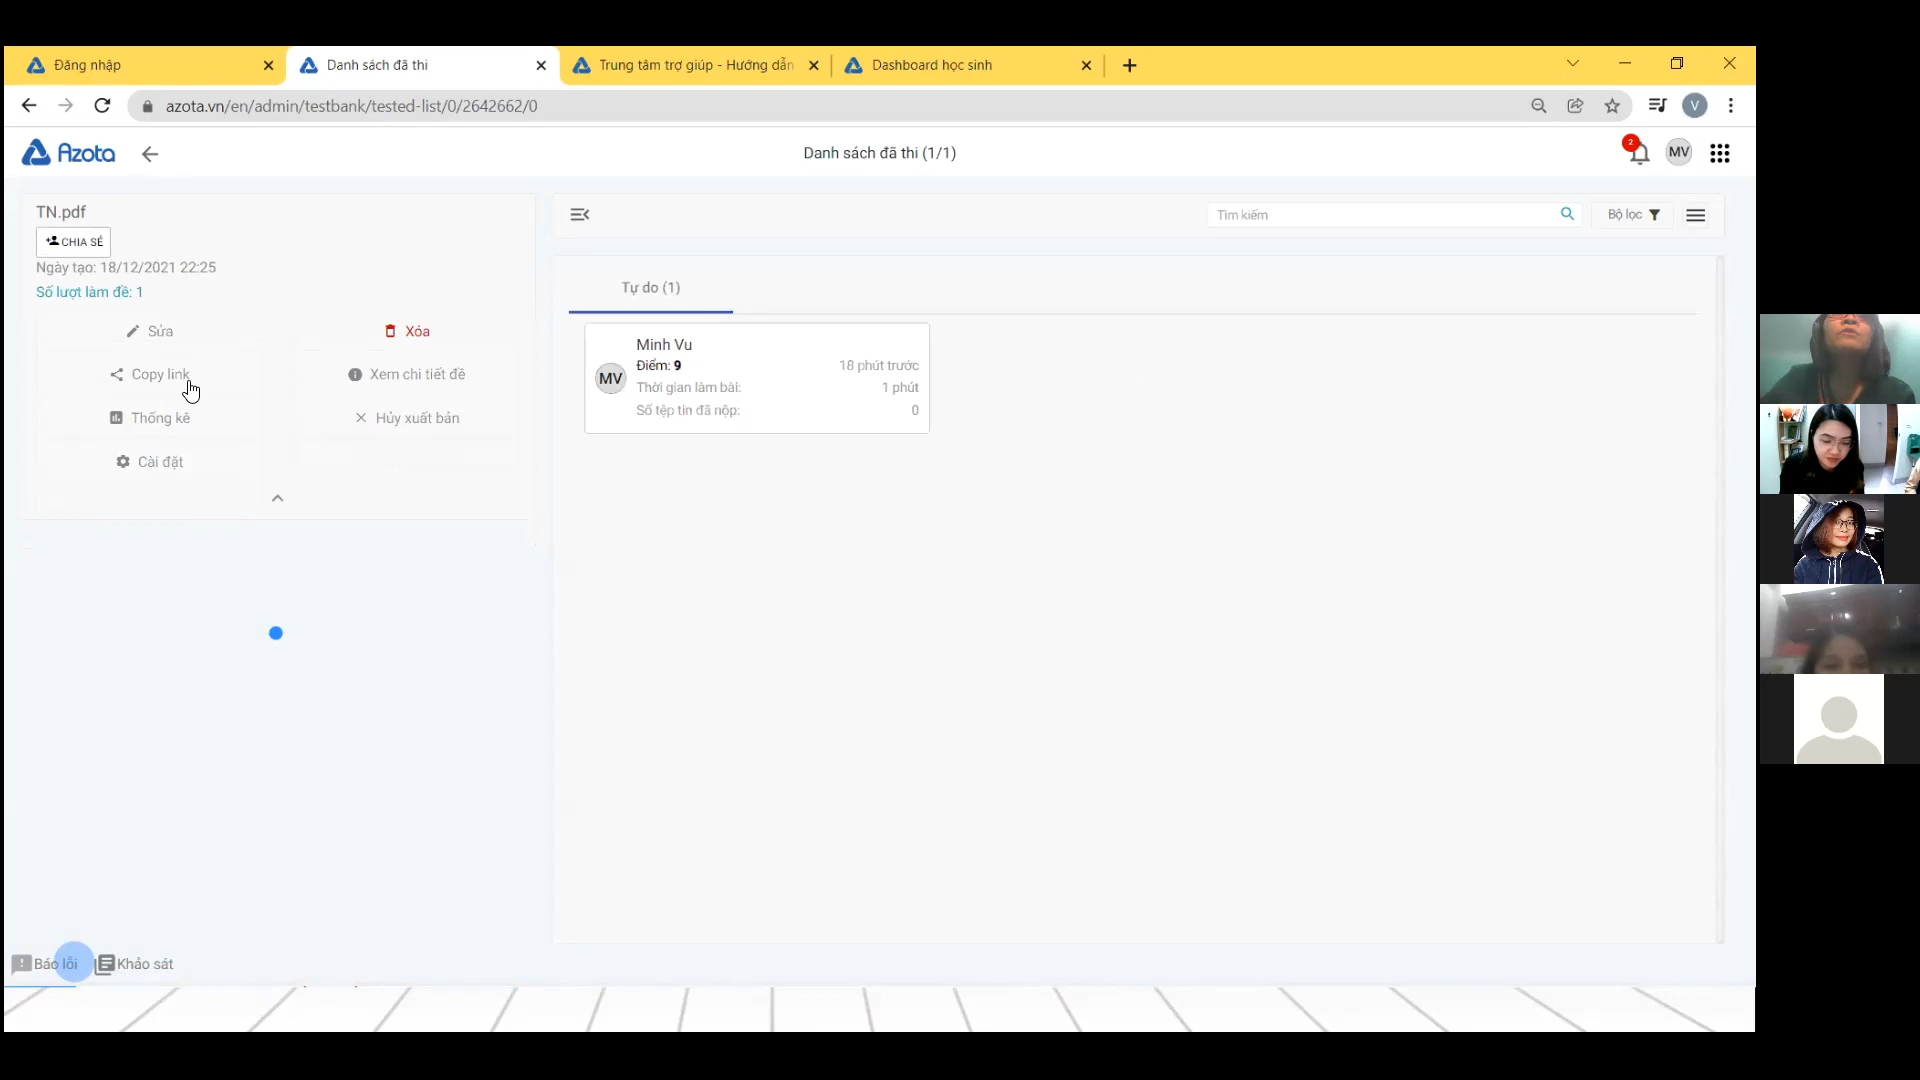 Đăng nhập
Danh sách đã thi
Trung tâm trợ giúp - Hướng dẫn
Dashboard học sinh
azota.vn/en/admin/testbank/tested-list/0/2642662/0
V
Azota
Danh sách đã thi (1/1)
2
MV
TN.pdf
CHIA SẺ
Ngày tạo: 18/12/2021 22:25
Số lượt làm đề: 1
Sửa
Xóa
Copy link
Xem chi tiết đề
Thống kê
Hủy xuất bản
Cài đặt
Tìm kiếm
Bộ lọc
Tự do (1)
MV
Minh Vu
Điểm: 9
18 phút trước
Thời gian làm bài:
1 phút
Số tệp tin đã nộp:
0
Báo lỗi
Khảo sát